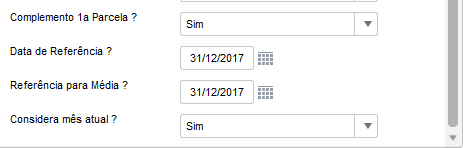 Complemento 1a Parcela ? Sim
Data de Referência ? 31/12/2017
Referência para Média ? 31/12/2017
Considera mês atual ? Sim